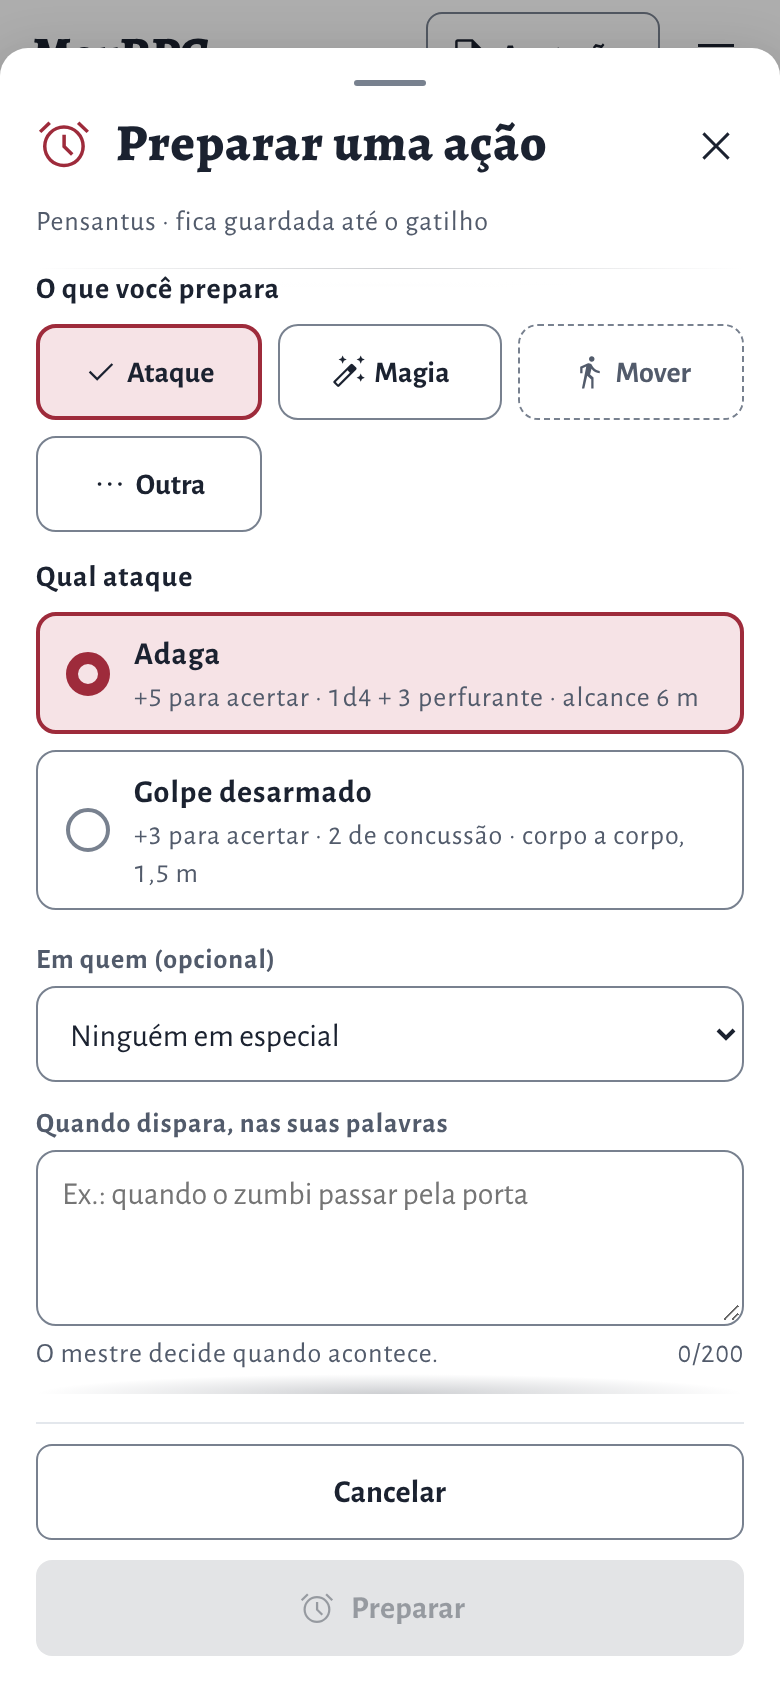 Preparar uma ação
Pensantus · fica guardada até o gatilho
O que você prepara
Ataque
Magia
Mover
Outra
Qual ataque
Adaga
+5 para acertar · 1d4 + 3 perfurante · alcance 6 m
Golpe desarmado
+3 para acertar · 2 de concussão · corpo a corpo,
1,5 m
Em quem (opcional)
Ninguém em especial
Quando dispara, nas suas palavras
Ex.: quando o zumbi passar pela porta
O mestre decide quando acontece.
0/200
Cancelar
Preparar